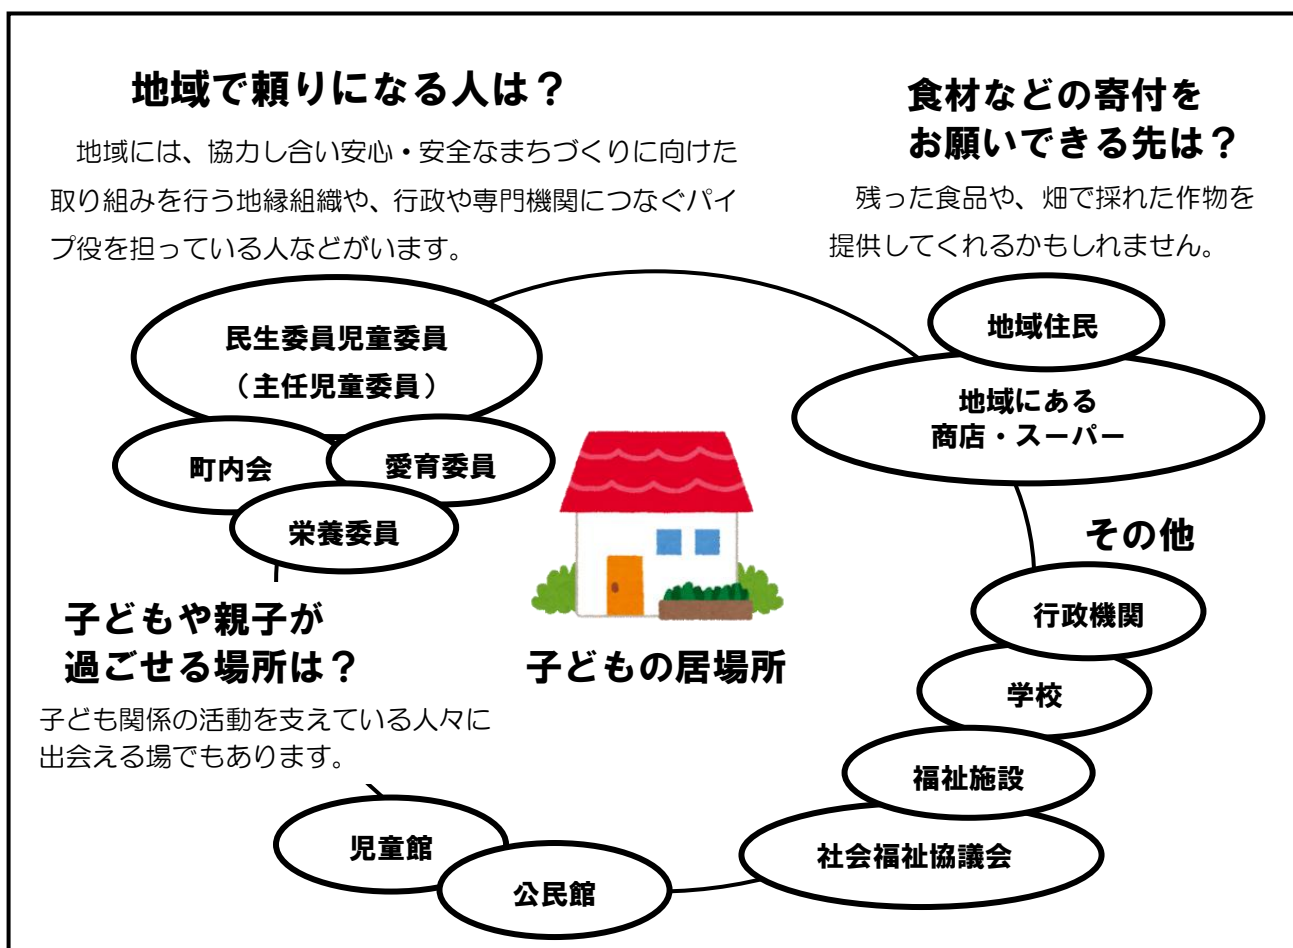 地域で頼りになる人は？
地域には、協力し合い安心・安全なまちづくりに向けた
取り組みを行う地縁組織や、行政や専門機関につなぐパイ
プ役を担っている人などがいます。
民生委員児童委員
（主任児童委員）
町内会
愛育委員
栄養委員
食材などの寄付を
お願いできる先は？
残った食品や、畑で採れた作物を
提供してくれるかもしれません。
地域住民
地域にある
商店・スーパー
その他
行政機関
学校
福祉施設
社会福祉協議会
子どもや親子が
過ごせる場所は？
子ども関係の活動を支えている人々に
出会える場でもあります。
児童館
公民館
子どもの居場所